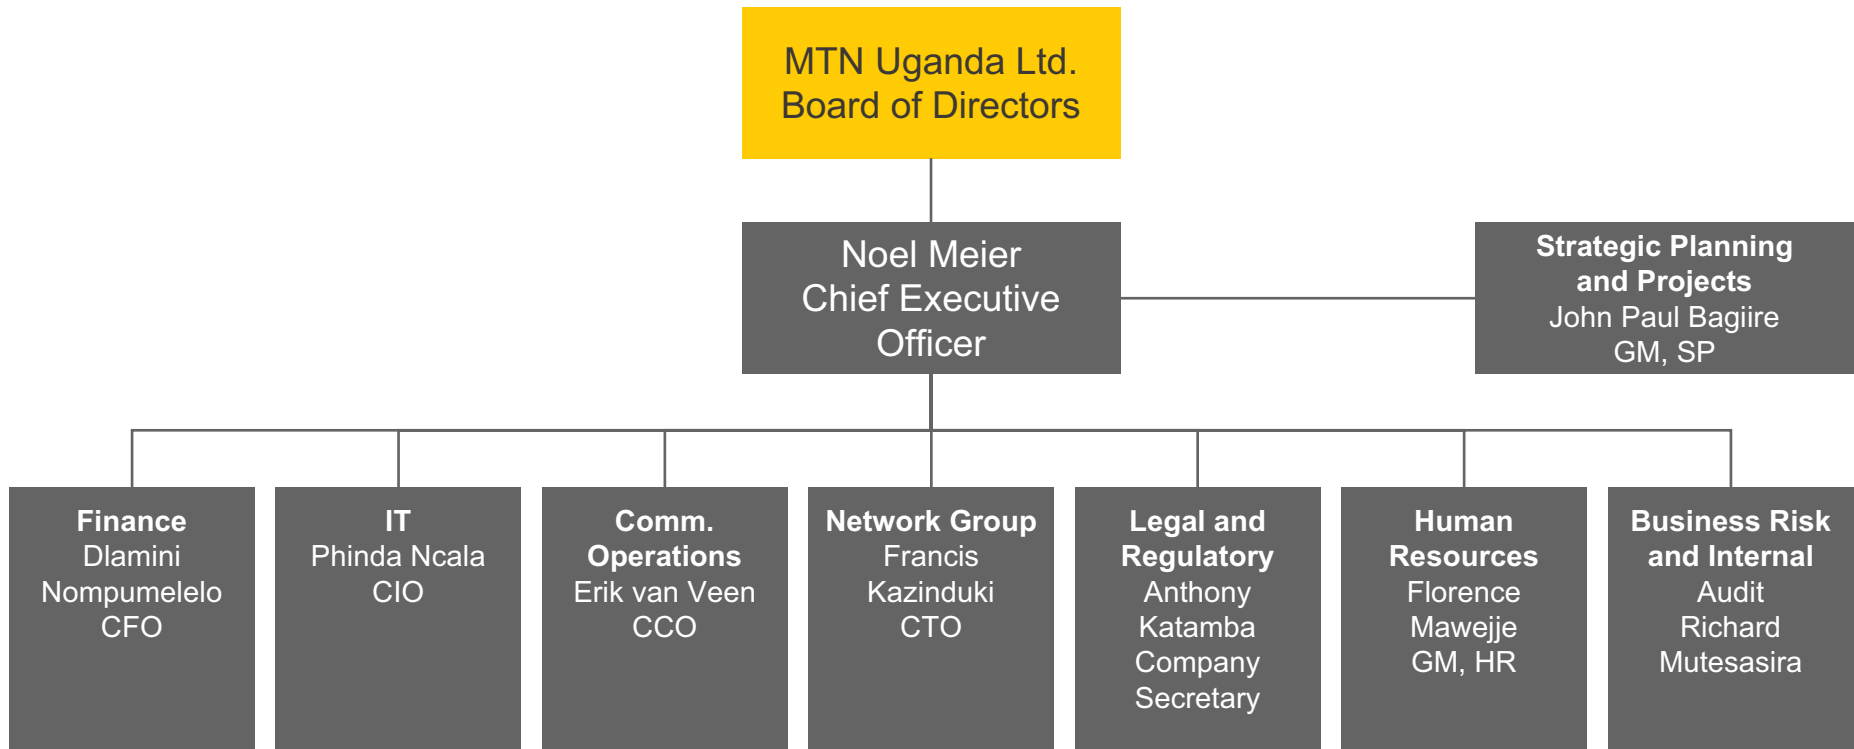 MTN Uganda Ltd.
Board of Directors
Noel Meier
Chief Executive
Officer
Strategic Planning
and Projects
John Paul Bagiire
GM, SP
Finance
Dlamini
Nompumelelo
CFO
IT
Phinda Ncala
CIO
Comm.
Operations
Erik van Veen
CCO
Network Group
Francis
Kazinduki
CTO
Legal and
Regulatory
Anthony
Katamba
Company
Secretary
Human
Resources
Florence
Mawejje
GM, HR
Business Risk
and Internal
Audit
Richard
Mutesasira